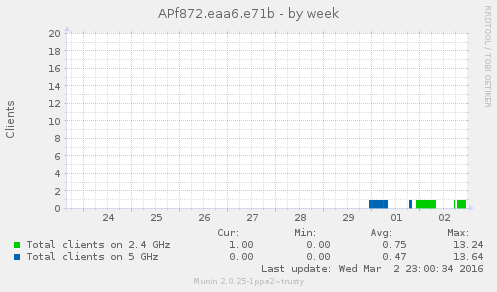 APf872.eaa6.e71b - by week
RRDTOOL / TOBI OETIKER
Clients
20
18
16
14
12
10
8
6
4
2
0
24 25 26 27 28 29 01 02
Cur: Min: Avg: Max:
Total clients on 2.4 GHz 1.00 0.00 0.75 13.24
Total clients on 5 GHz 0.00 0.00 0.47 13.64
Last update: Wed Mar 2 23:00:34 2016
Munin 2.0.25-1ppa2~trusty